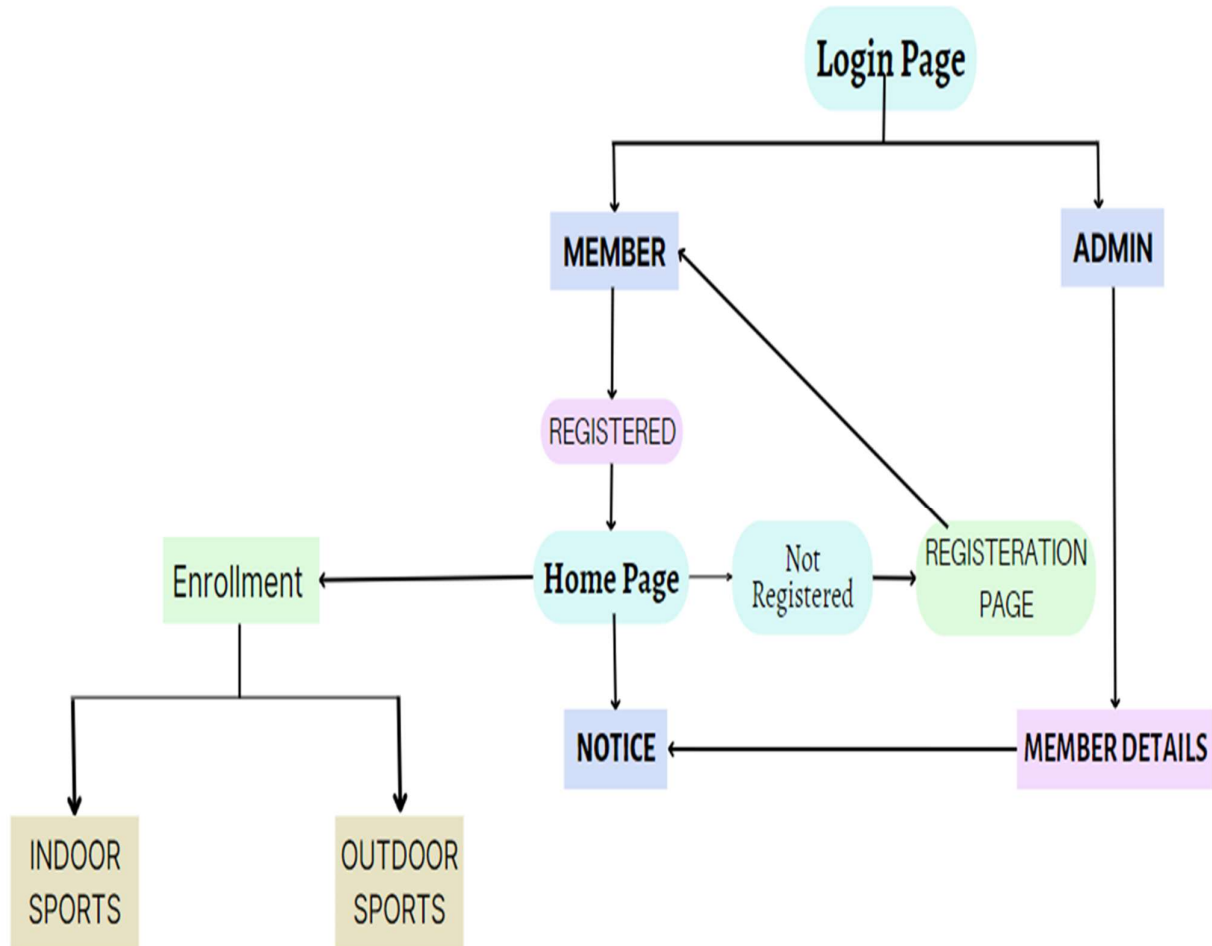 Login Page
MEMBER
ADMIN
REGISTERED
Enrollment
Home Page
Not
Registered
REGISTERATION
PAGE
NOTICE
MEMBER DETAILS
INDOOR
SPORTS
OUTDOOR
SPORTS